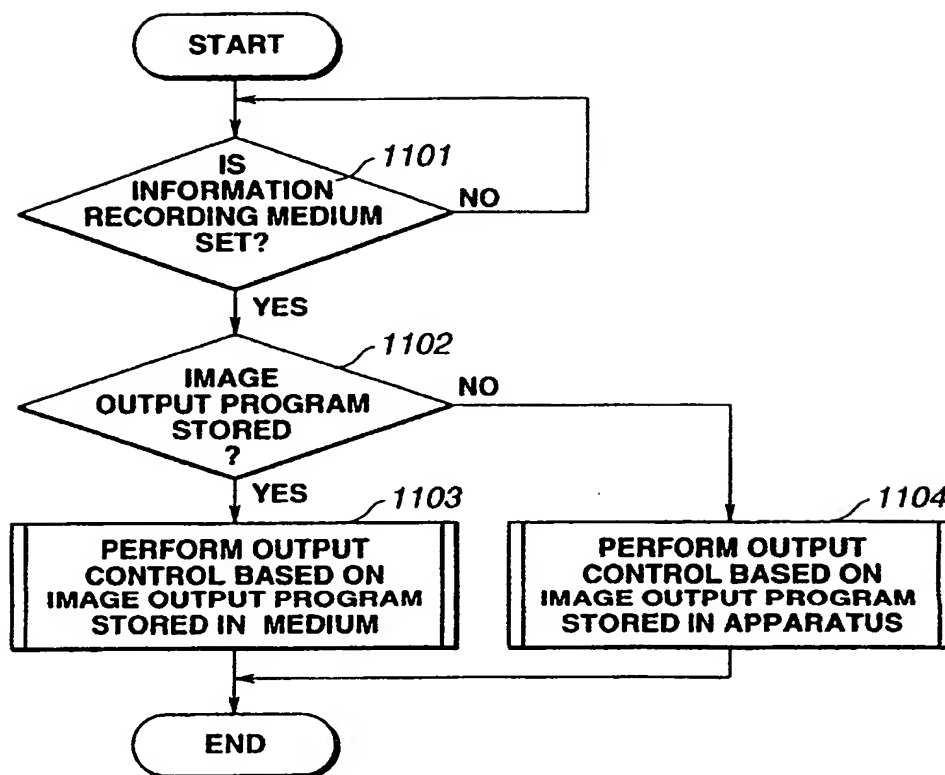 START
1101
IS
INFORMATION
RECORDING MEDIUM
SET?
NO
YES
1102
IMAGE
OUTPUT PROGRAM
STORED
?
NO
YES
1103
PERFORM OUTPUT
CONTROL BASED ON
IMAGE OUTPUT PROGRAM
STORED IN MEDIUM
1104
PERFORM OUTPUT
CONTROL BASED ON
IMAGE OUTPUT PROGRAM
STORED IN APPARATUS
END